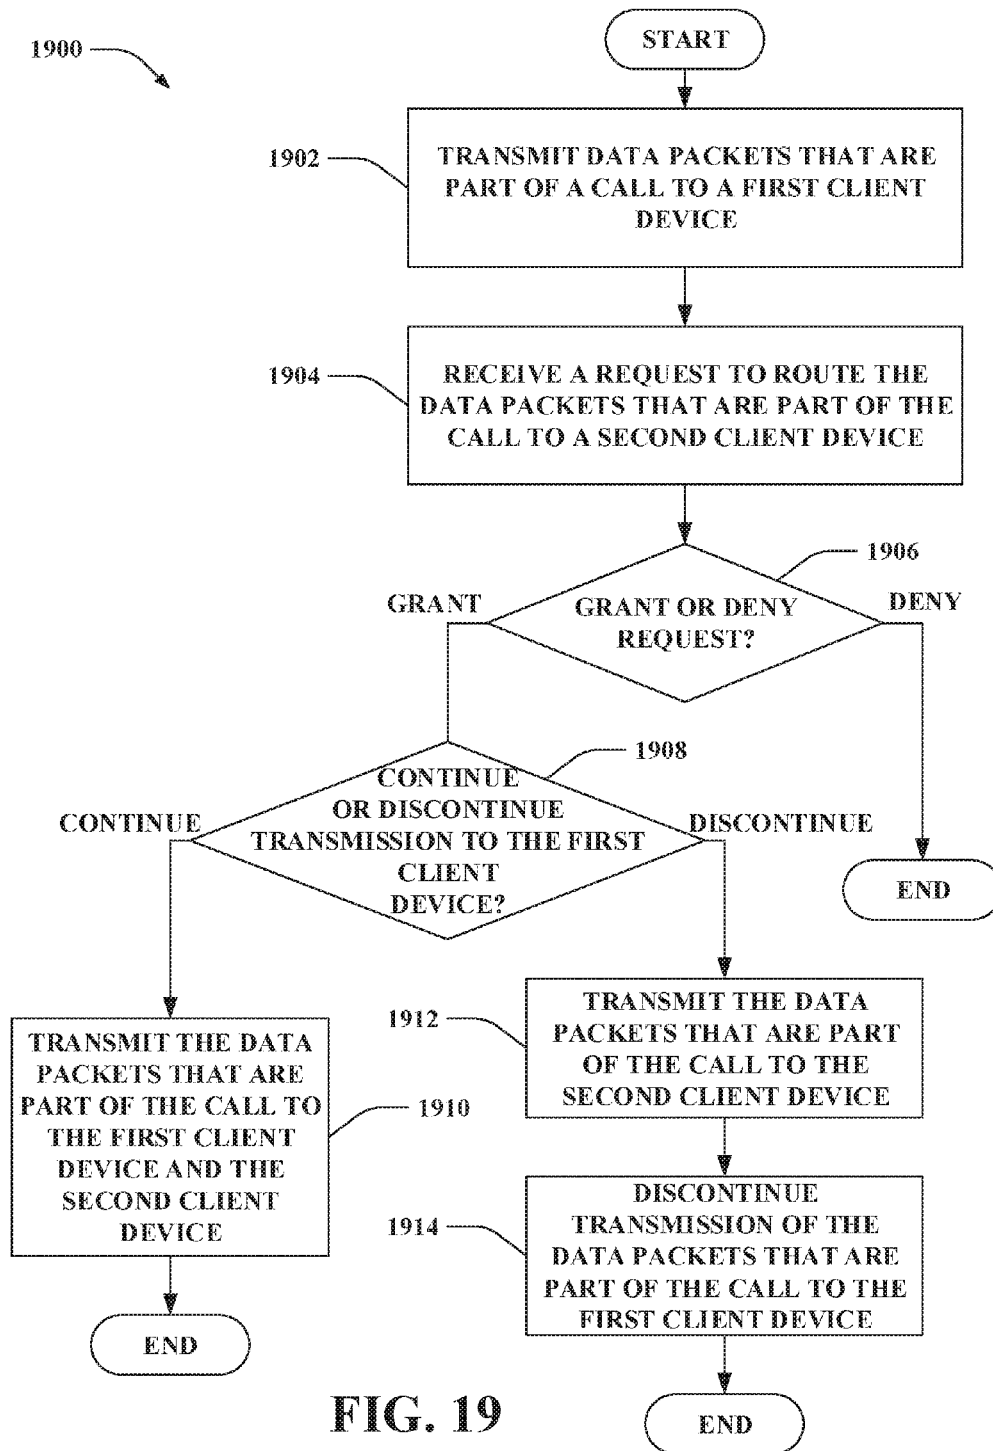 1900
START
1902
TRANSMIT DATA PACKETS THAT ARE
PART OF A CALL TO A FIRST CLIENT
DEVICE
1904
RECEIVE A REQUEST TO ROUTE THE
DATA PACKETS THAT ARE PART OF THE
CALL TO A SECOND CLIENT DEVICE
1906
GRANT
GRANT OR DENY
REQUEST?
DENY
1908
CONTINUE
CONTINUE
OR DISCONTINUE
TRANSMISSION TO THE FIRST
CLIENT
DEVICE?
DISCONTINUE
END
1912
TRANSMIT THE DATA
PACKETS THAT ARE PART
OF THE CALL TO THE
SECOND CLIENT DEVICE
TRANSMIT THE DATA
PACKETS THAT ARE
PART OF THE CALL TO
THE FIRST CLIENT
DEVICE AND THE
SECOND CLIENT
DEVICE
1910
1914
DISCONTINUE
TRANSMISSION OF THE
DATA PACKETS THAT ARE
PART OF THE CALL TO THE
FIRST CLIENT DEVICE
END
END
FIG. 19